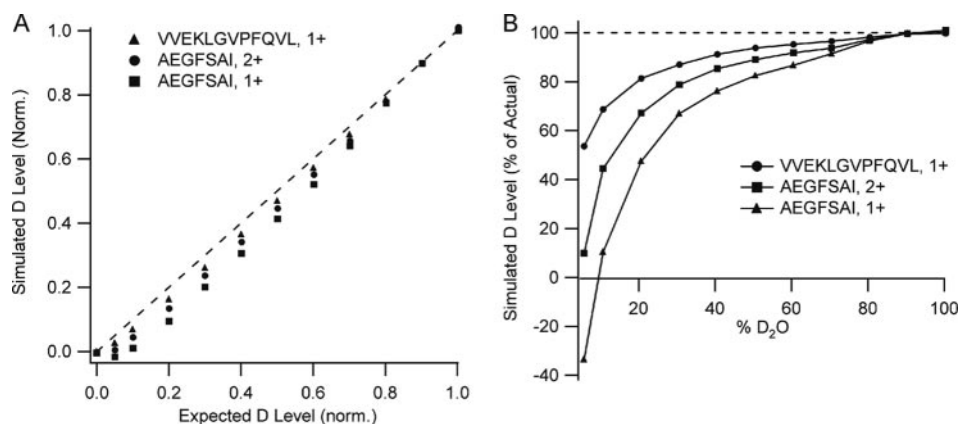 A
1.0
0.8
0.6
0.4
0.2
0.0
Simulated D Level (Norm.)
VVEKLGVPFQVL, 1+
AEGFSAI, 2+
AEGFSAI, 1+
0.0 0.2 0.4 0.6 0.8 1.0
Expected D Level (norm.)
B
100
80
60
40
20
0
-20
-40
Simulated D Level (% of Actual)
VVEKLGVPFQVL, 1+
AEGFSAI, 2+
AEGFSAI, 1+
20 40 60 80 100
% D₂O